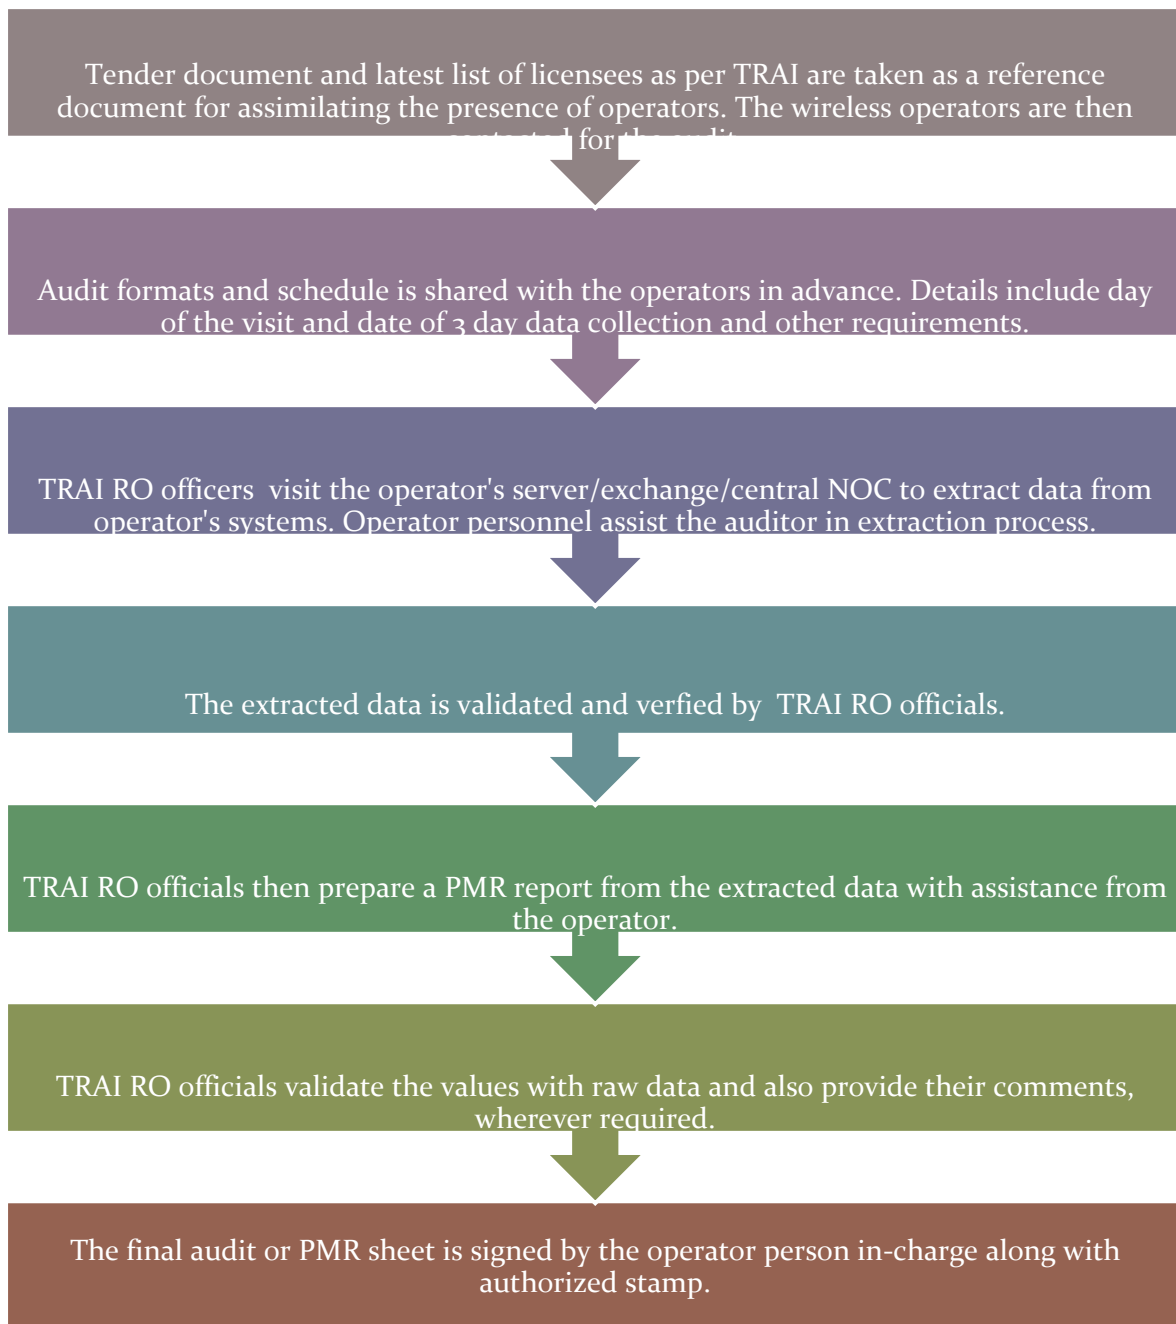 Tender document and latest list of licensees as per TRAI are taken as a reference
document for assimilating the presence of operators. The wireless operators are then
contacted for the audit
Audit formats and schedule is shared with the operators in advance. Details include day
of the visit and date of 3 day data collection and other requirements.
TRAI RO officers visit the operator's server/exchange/central NOC to extract data from
operator's systems. Operator personnel assist the auditor in extraction process.
The extracted data is validated and verfied by TRAI RO officials.
TRAI RO officials then prepare a PMR report from the extracted data with assistance from
the operator.
TRAI RO officials validate the values with raw data and also provide their comments,
wherever required.
The final audit or PMR sheet is signed by the operator person in-charge along with
authorized stamp.